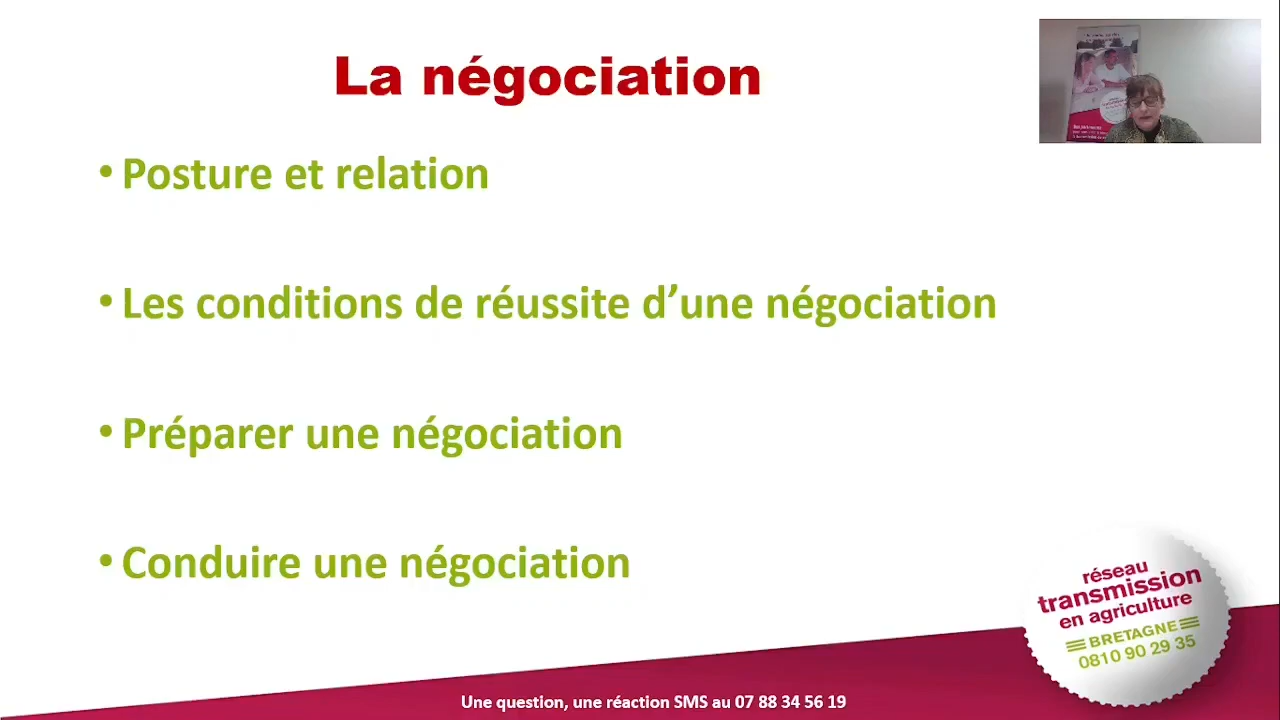 La négociation
• Posture et relation
• Les conditions de réussite d’une négociation
• Préparer une négociation
• Conduire une négociation
réseau
transmission
en agriculture
BRETAGNE
0810 90 29 35
Une question, une réaction SMS au 07 88 34 56 19